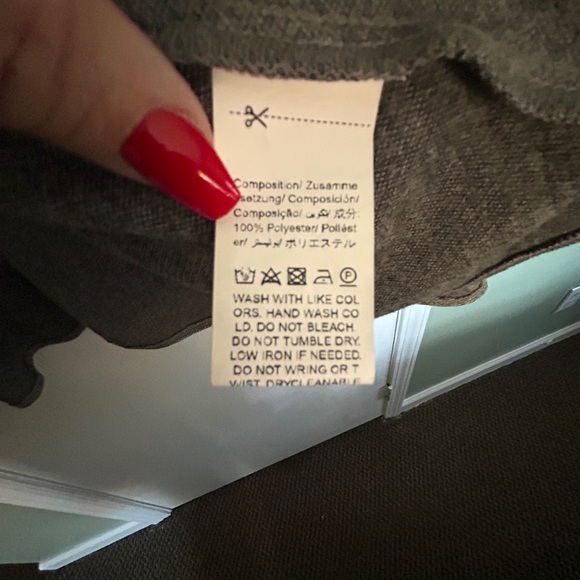 Composition/ Zusamme
setzung/ Composición/
Composição/ تكوين/ 成分:
100% Polyester/ Poliést
er/ بوليستر/ ポリエステル
P
WASH WITH LIKE COL
ORS. HAND WASH CO
LD. DO NOT BLEACH.
DO NOT TUMBLE DRY.
LOW IRON IF NEEDED.
DO NOT WRING OR T
WIST. DRYCLEANABLE